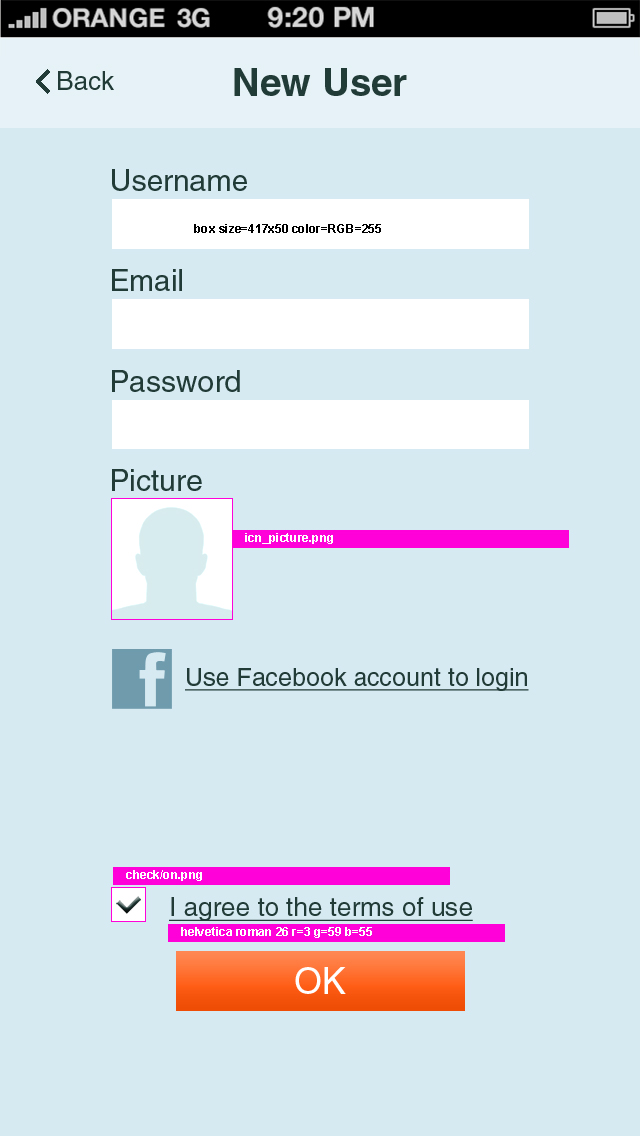 ORANGE 3G 9:20 PM
Back New User
Username
box size=417x50 color=RGB=255
Email
Password
Picture
icn_picture.png
f Use Facebook account to login
check/on.png
I agree to the terms of use
helvetica roman 26 r=3 g=59 b=55
OK